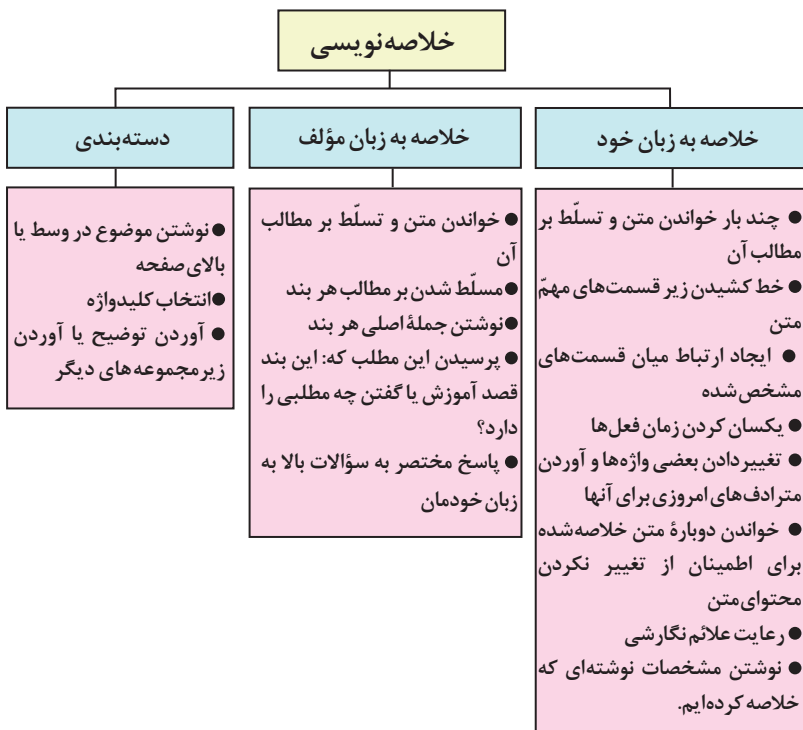 خلاصه‌نویسی
خلاصه به زبان خود
● چند بار خواندن متن و تسلّط بر
مطالب آن
● خط کشیدن زیر قسمت‌های مهمّ
متن
● ایجاد ارتباط میان قسمت‌های
مشخص‌شده
● یکسان کردن زمان فعل‌ها
● تغییردادن بعضی واژه‌ها و آوردن
مترادف‌های امروزی برای آنها
● خواندن دوبارهٔ متن خلاصه‌شده
برای اطمینان از تغییر نکردن
محتوای متن
● رعایت علائم نگارشی
● نوشتن مشخصات نوشته‌ای که
خلاصه کرده‌ایم.
خلاصه به زبان مؤلف
● خواندن متن و تسلّط بر مطالب
آن
● مسلّط شدن بر مطالب هر بند
● نوشتن جملهٔ اصلی هر بند
● پرسیدن این مطلب که: این بند
قصد آموزش یا گفتن چه مطلبی را
دارد؟
● پاسخ مختصر به سؤالات بالا به
زبان خودمان
دسته‌بندی
● نوشتن موضوع در وسط یا
بالای صفحه
● انتخاب کلیدواژه
● آوردن توضیح یا آوردن
زیرمجموعه‌های دیگر